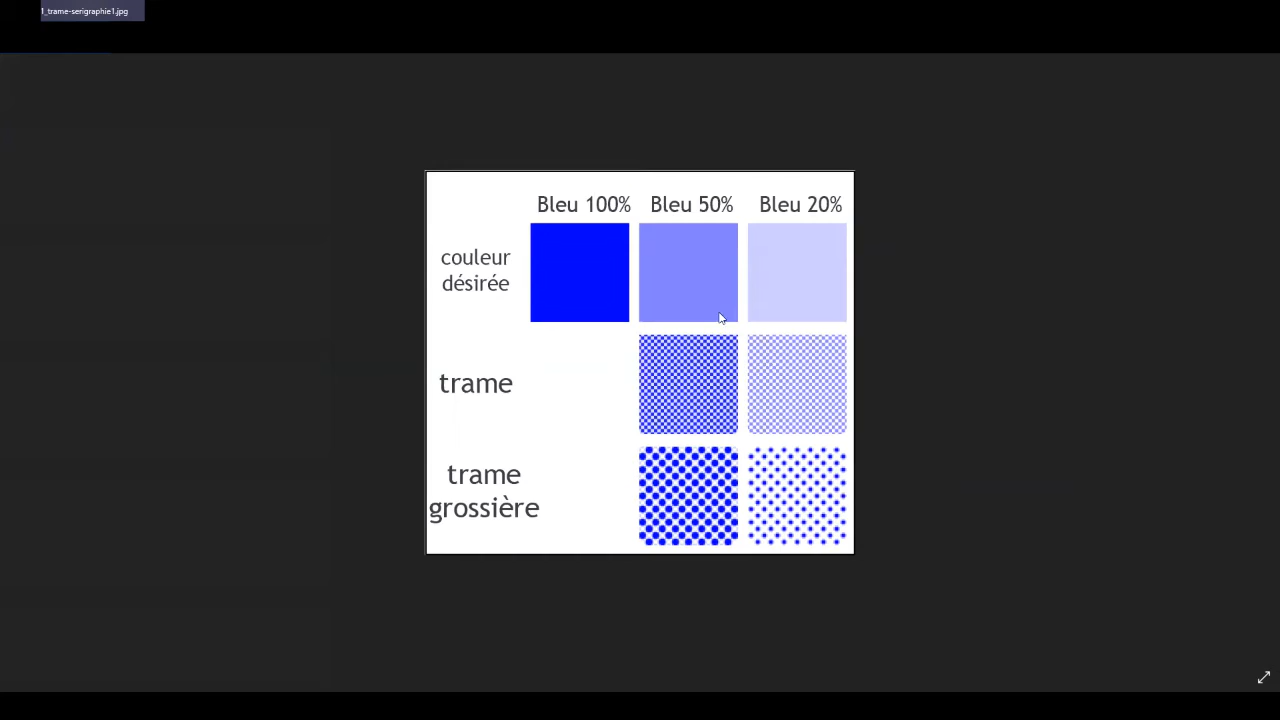 1_trame-serigraphie1.jpg
Bleu 100% Bleu 50% Bleu 20%
couleur
désirée
trame
trame
grossière